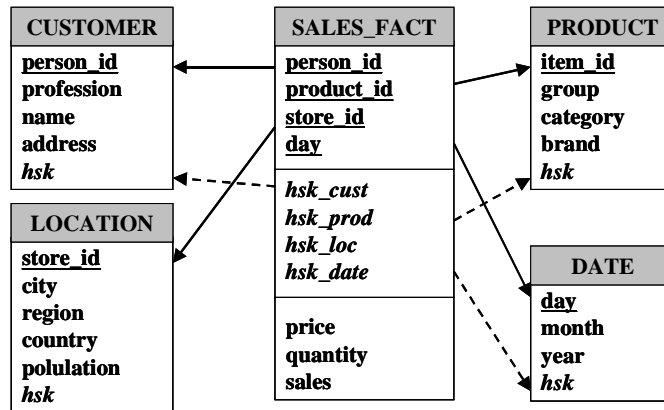 CUSTOMER
person_id
profession
name
address
hsk
LOCATION
store_id
city
region
country
polulation
hsk
SALES_FACT
person_id
product_id
store_id
day
hsk_cust
hsk_prod
hsk_loc
hsk_date
price
quantity
sales
PRODUCT
item_id
group
category
brand
hsk
DATE
day
month
year
hsk